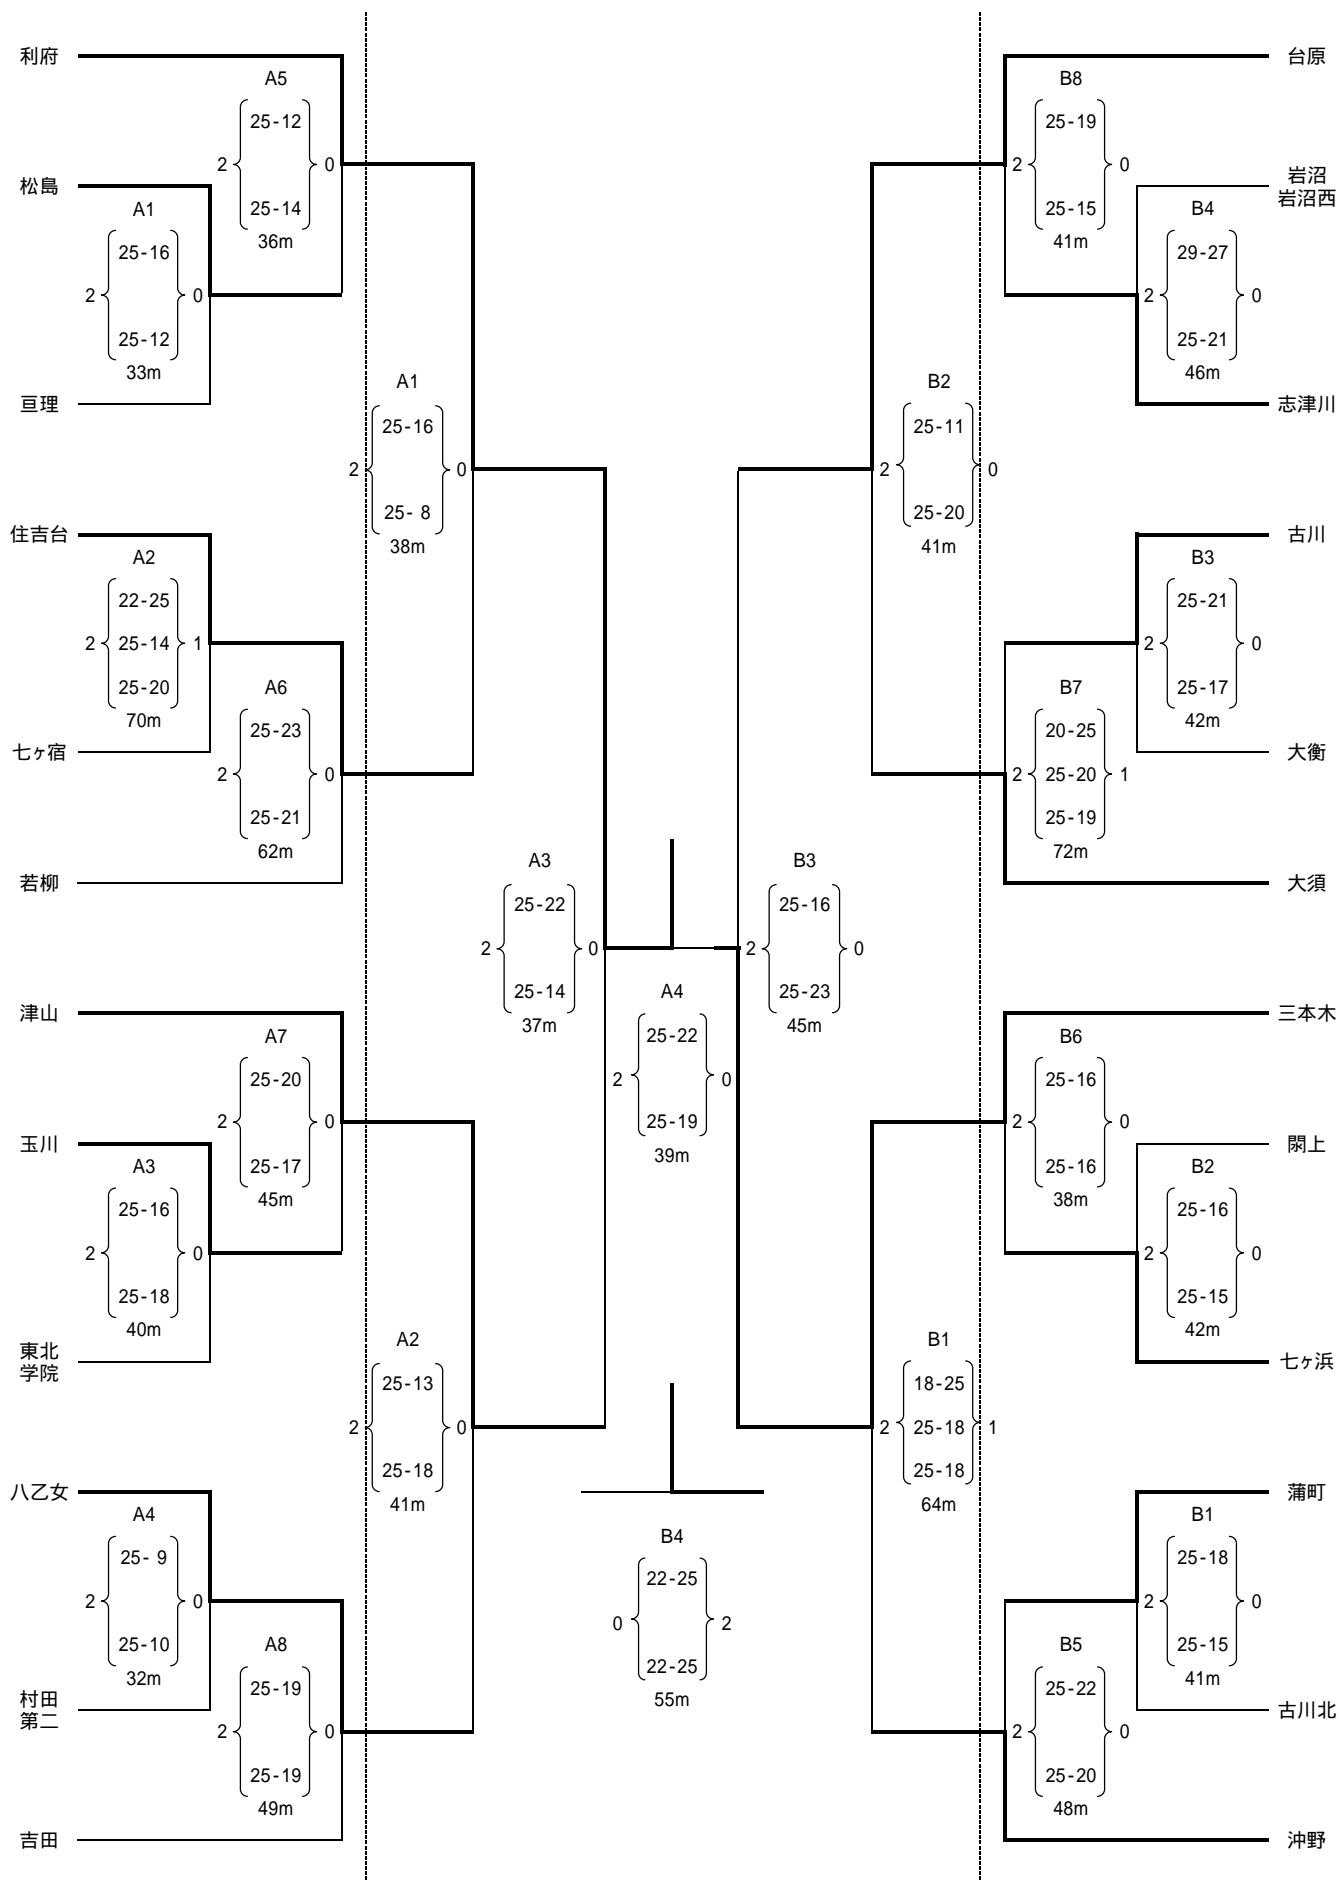 利府
A5
25-12
2
0
25-14
36m
松島
A1
25-16
2
0
25-12
33m
亘理
A1
25-16
2
0
25- 8
38m
住吉台
A2
22-25
2
25-14
1
25-20
70m
七ヶ宿
A6
25-23
2
0
25-21
62m
若柳
A3
25-22
2
0
25-14
37m
津山
A7
25-20
2
0
25-17
45m
玉川
A3
25-16
2
0
25-18
40m
東北
学院
A2
25-13
2
0
25-18
41m
八乙女
A4
25- 9
2
0
25-10
32m
村田
第二
A8
25-19
2
0
25-19
49m
吉田
A4
25-22
2
0
25-19
39m
B4
22-25
0
2
22-25
55m
台原
B8
25-19
2
0
25-15
41m
岩沼
岩沼西
B4
29-27
2
0
25-21
46m
志津川
B2
25-11
2
0
25-20
41m
古川
B3
25-21
2
0
25-17
42m
大衡
B7
20-25
2
25-20
1
25-19
72m
大須
B3
25-16
2
0
25-23
45m
三本木
B6
25-16
2
0
25-16
38m
閖上
B2
25-16
2
0
25-15
42m
七ヶ浜
B1
18-25
2
25-18
1
25-18
64m
蒲町
B1
25-18
2
0
25-15
41m
古川北
B5
25-22
2
0
25-20
48m
沖野